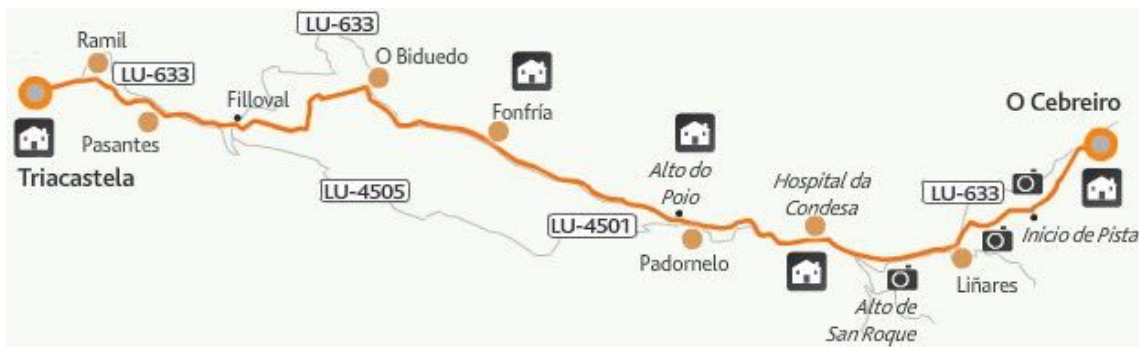 LU-633
Ramil
O Biduedo
LU-633
Fonfría
Filloval
O Cebreiro
Pasantes
Triacastela
Alto do
Poio
Hospital da
Condesa
LU-633
LU-4505
LU-4501
Inicio de Pista
Padornelo
Liñares
Alto de
San Roque